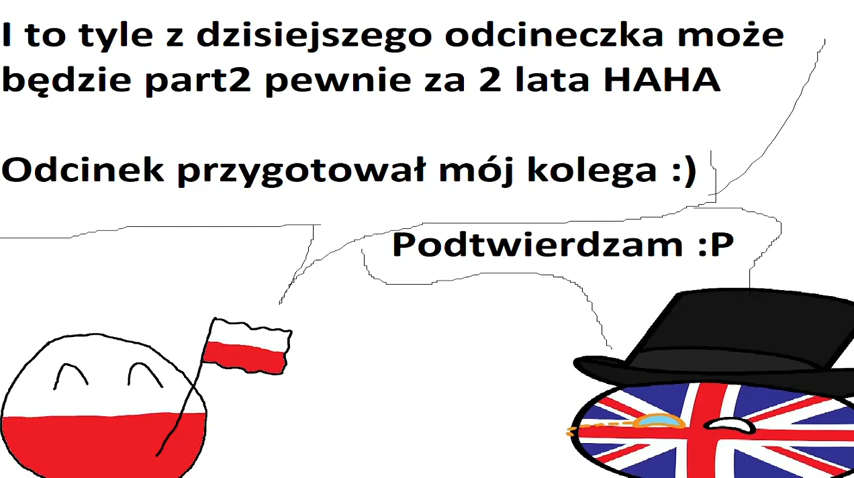 I to tyle z dzisiejszego odcineczka może
będzie part2 pewnie za 2 lata HAHA
Odcinek przygotował mój kolega :)
Podtwierdzam :P